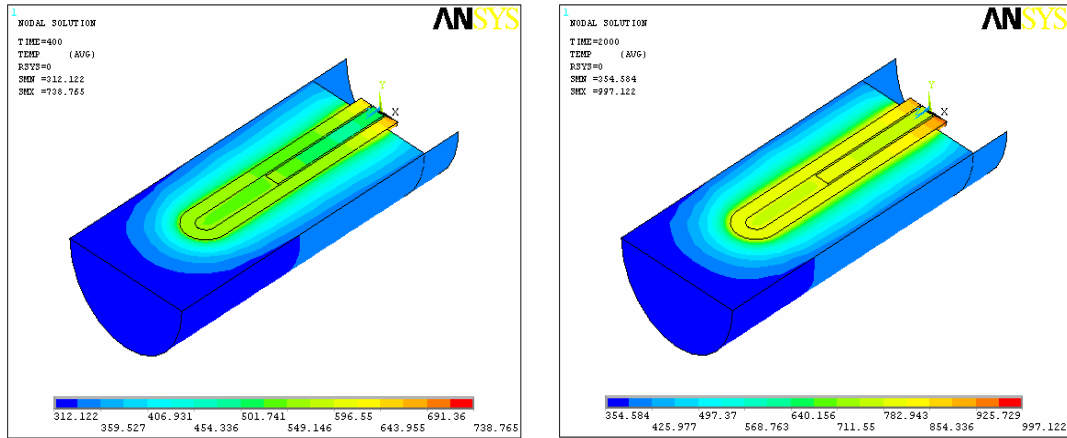 1
NODAL SOLUTION
TIME=400
TEMP (AVG)
RSYS=0
SMN =312.122
SMX =738.765
ANSYS
Y
X
312.122 406.931 501.741 596.55 691.36
359.527 454.336 549.146 643.955 738.765
1
NODAL SOLUTION
TIME=2000
TEMP (AVG)
RSYS=0
SMN =354.584
SMX =997.122
ANSYS
Y
X
354.584 497.37 640.156 782.943 925.729
425.977 568.763 711.55 854.336 997.122